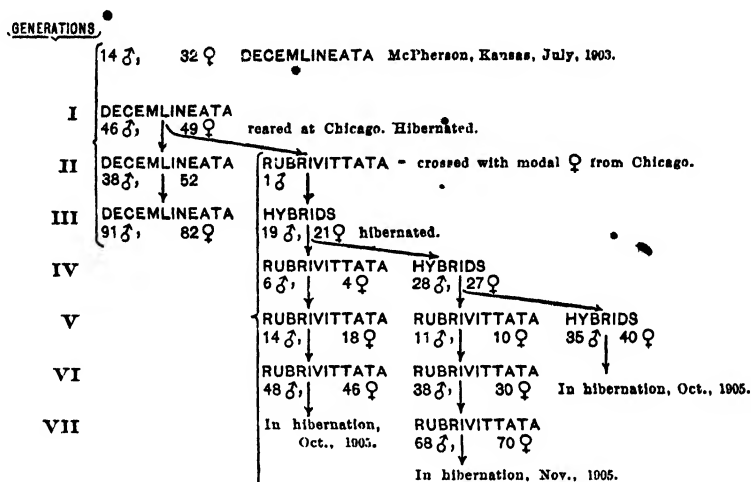 GENERATIONS
14♂, 32♀ DECEMLINEATA McPherson, Kansas, July, 1903.
I DECEMLINEATA
46♂, 49♀ reared at Chicago. Hibernated.
II DECEMLINEATA RUBRIVITTATA - crossed with modal ♀ from Chicago.
38♂, 52 1♂
III DECEMLINEATA HYBRIDS
91♂, 82♀ 19♂, 21♀ hibernated.
IV RUBRIVITTATA HYBRIDS
6♂, 4♀ 28♂, 27♀
V RUBRIVITTATA RUBRIVITTATA HYBRIDS
14♂, 18♀ 11♂, 10♀ 35♂ 40♀
VI RUBRIVITTATA RUBRIVITTATA In hibernation, Oct., 1905.
48♂, 46♀ 38♂, 30♀
VII In hibernation, RUBRIVITTATA
Oct., 1905. 68♂, 70♀
In hibernation, Nov., 1905.